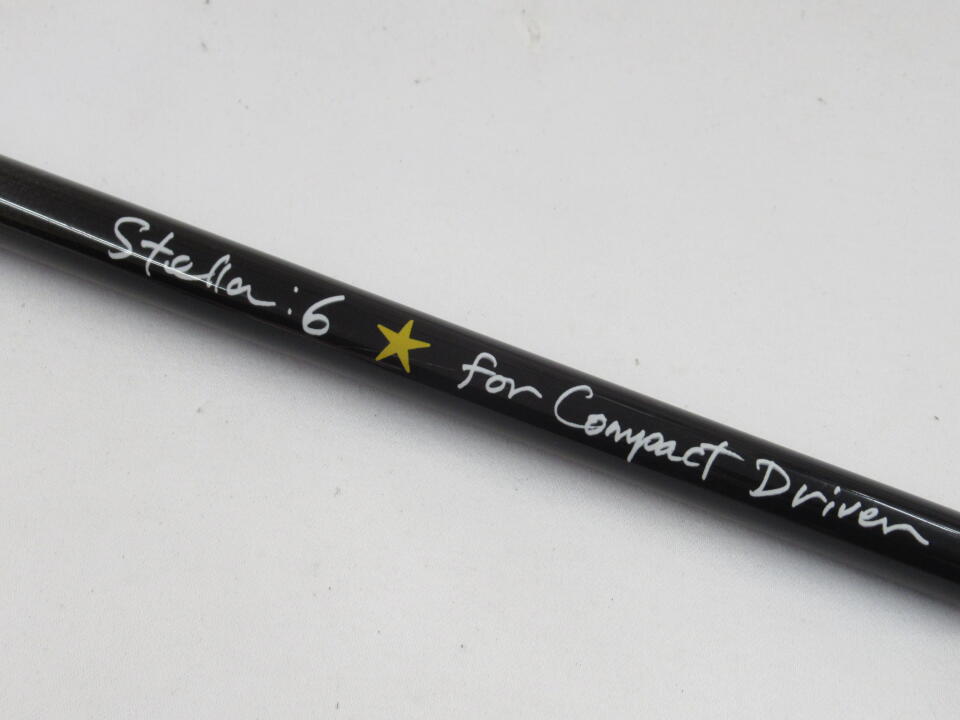 Stella:6 ★ for Compact Driver